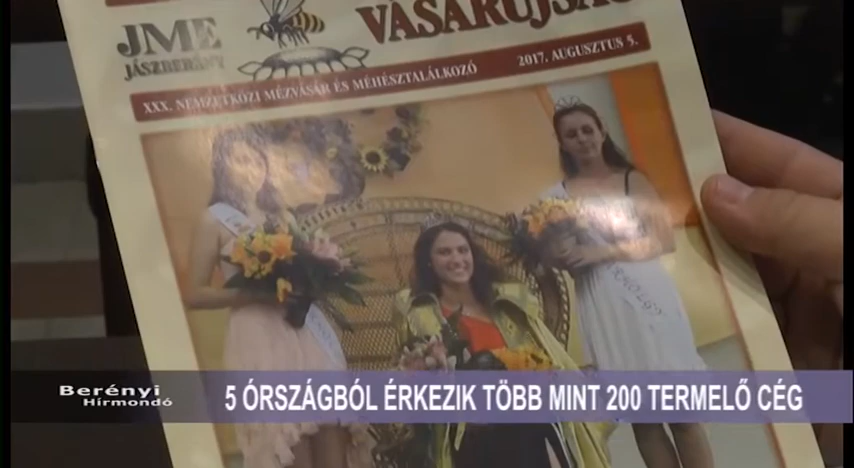 JME
JÁSZBERÉNY
VÁSÁRÚJSÁG
XXX. NEMZETKÖZI MÉZVÁSÁR ÉS MÉHÉSZTALÁLKOZÓ
2017. AUGUSZTUS 5.
Berényi
Hírmondó
5 ÓRSZÁGBÓL ÉRKEZIK TÖBB MINT 200 TERMELŐ CÉG